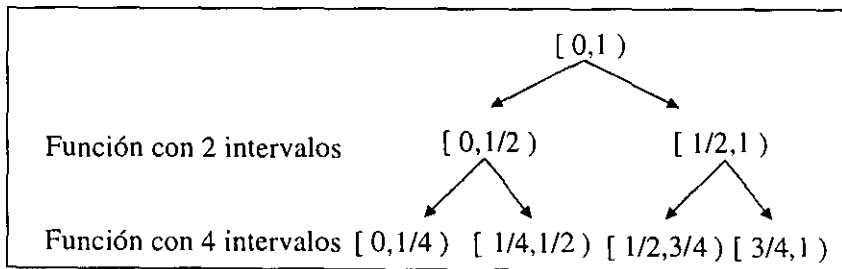 [ 0,1 )
Función con 2 intervalos [ 0,1/2 ) [ 1/2,1 )
Función con 4 intervalos [ 0,1/4 ) [ 1/4,1/2 ) [ 1/2,3/4 ) [ 3/4,1 )